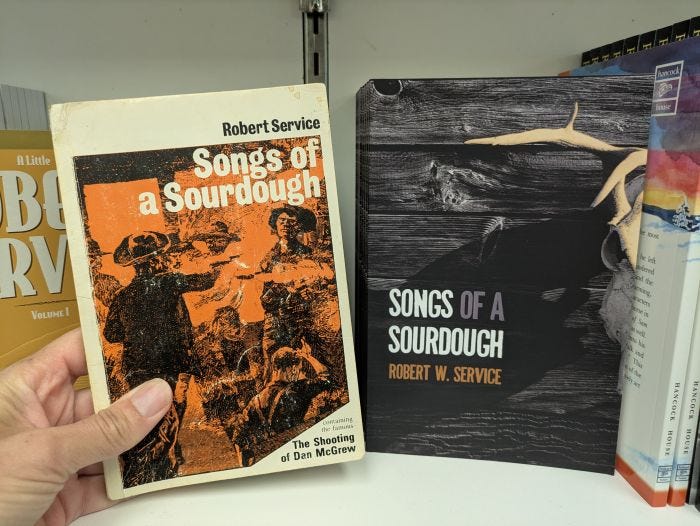 A Little
VOLUME I
Robert Service
Songs of
a Sourdough
containing
the famous
The Shooting
of Dan McGrew
SONGS OF A
SOURDOUGH
ROBERT W. SERVICE
hancock
house
HANCOCK HOUSE
HANCOCK HOUSE